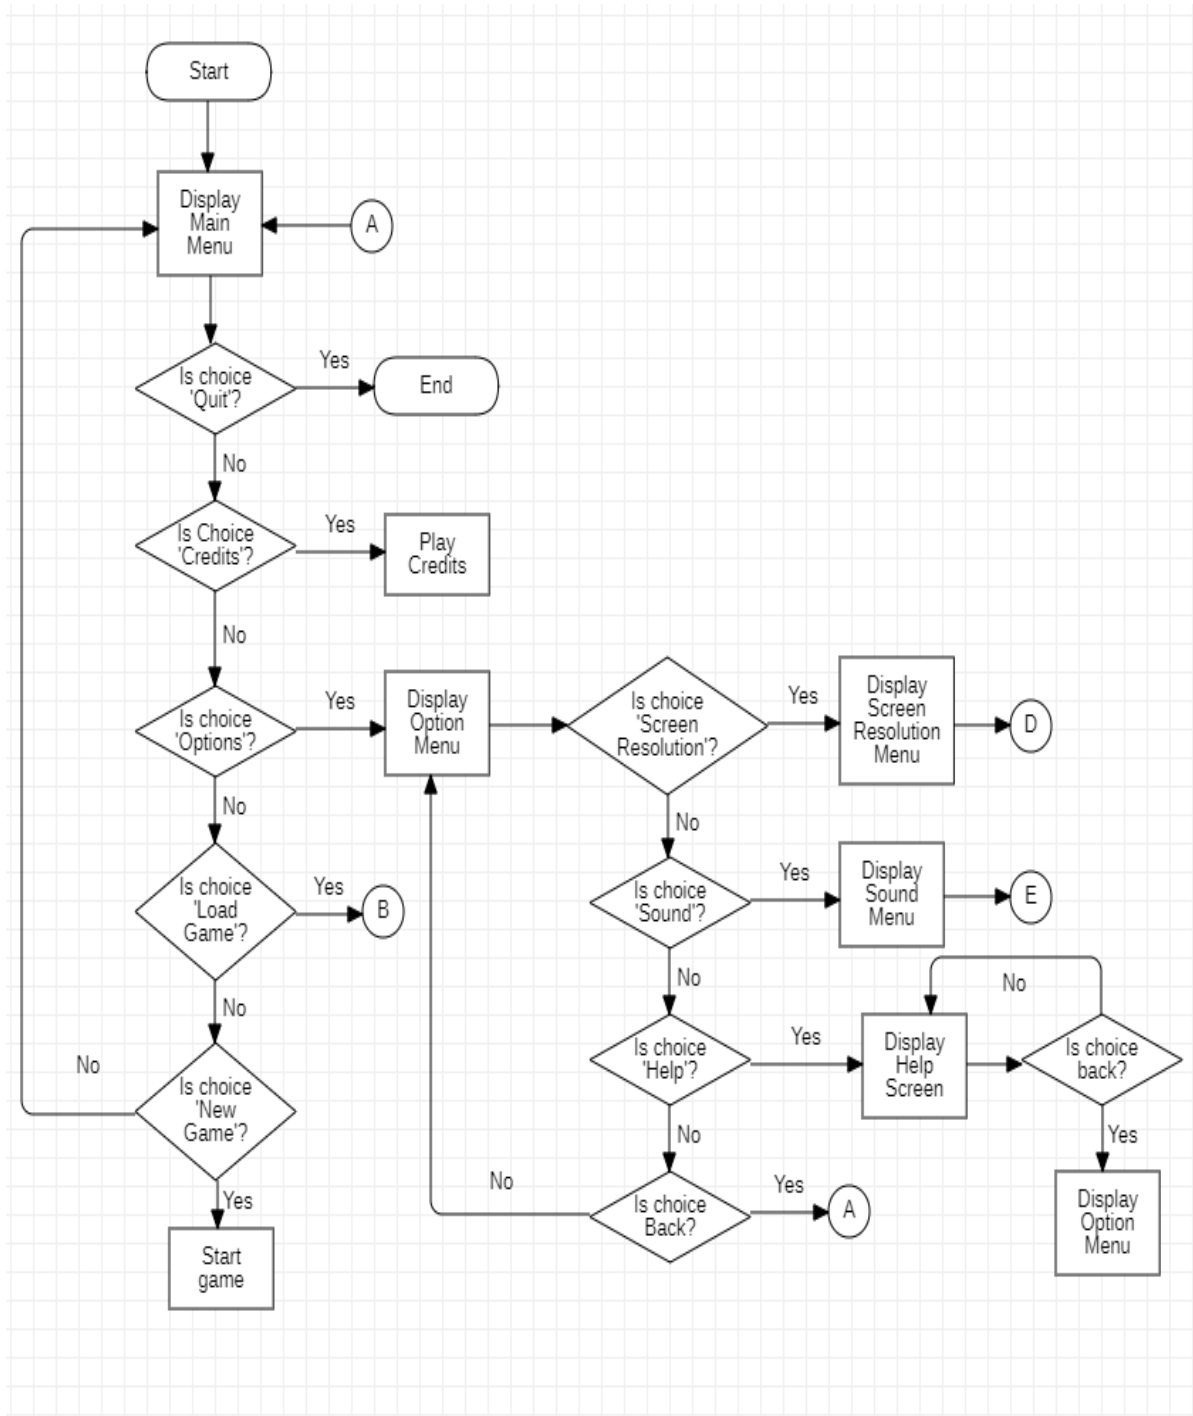 Start
Display
Main
Menu
A
Is choice
'Quit'?
Yes
End
No
Is Choice
'Credits'?
Yes
Play
Credits
No
Is choice
'Options'?
Yes
Display
Option
Menu
Is choice
'Screen
Resolution'?
Yes
Display
Screen
Resolution
Menu
D
No
No
Is choice
'Load
Game'?
Yes
B
Is choice
'Sound'?
Yes
Display
Sound
Menu
E
No
No
No
Is choice
'New
Game'?
No
Is choice
'Help'?
Yes
Display
Help
Screen
Is choice
back?
No
Yes
Is choice
Back?
No
Yes
A
Display
Option
Menu
Yes
Start
game